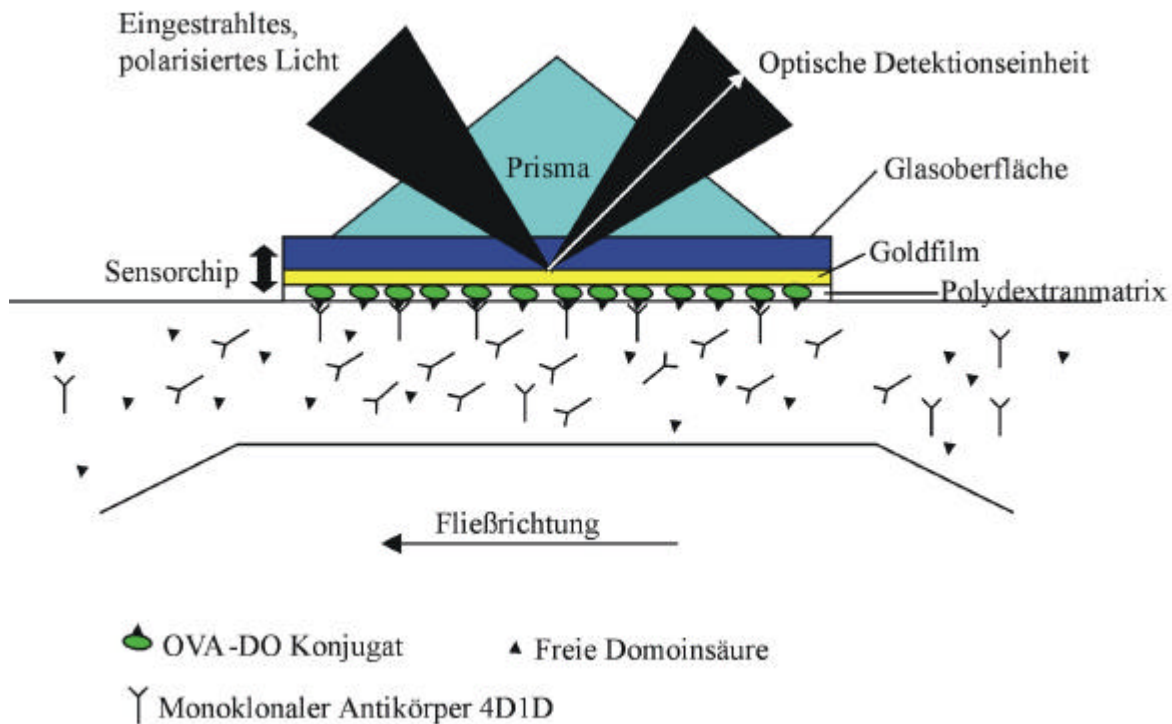 Eingestrahltes,
polarisiertes Licht
Optische Detektionseinheit
Prisma
Glasoberfläche
Goldfilm
Sensorchip
Polydextranmatrix
Fließrichtung
OVA-DO Konjugat
Freie Domoinsäure
Monoklonaler Antikörper 4D1D